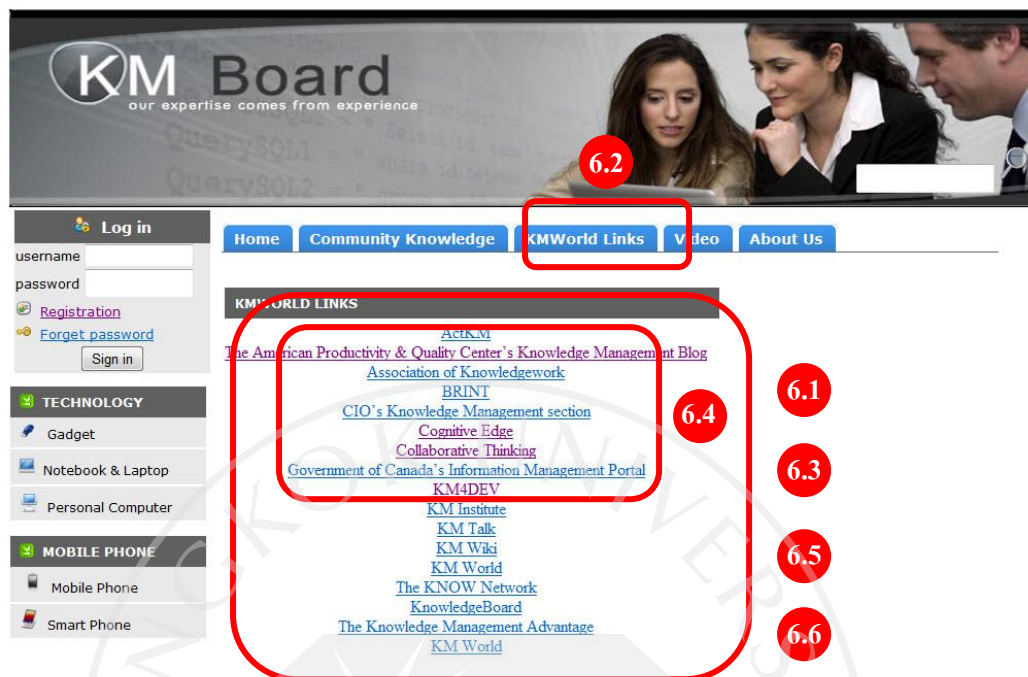 KM Board
our expertise comes from experience
QuerySQL1
QuerySQL2 =
6.2
Log in
username
password
Registration
Forget password
Sign in
Home
Community Knowledge
KMWorld Links
Video
About Us
KMWORLD LINKS
ActKM
The American Productivity & Quality Center's Knowledge Management Blog
Association of Knowledgework
BRINT
CIO's Knowledge Management section
Cognitive Edge
Collaborative Thinking
Government of Canada's Information Management Portal
KM4DEV
KM Institute
KM Talk
KM Wiki
KM World
The KNOW Network
KnowledgeBoard
The Knowledge Management Advantage
KM World
6.4
6.1
6.3
6.5
6.6
TECHNOLOGY
Gadget
Notebook & Laptop
Personal Computer
MOBILE PHONE
Mobile Phone
Smart Phone